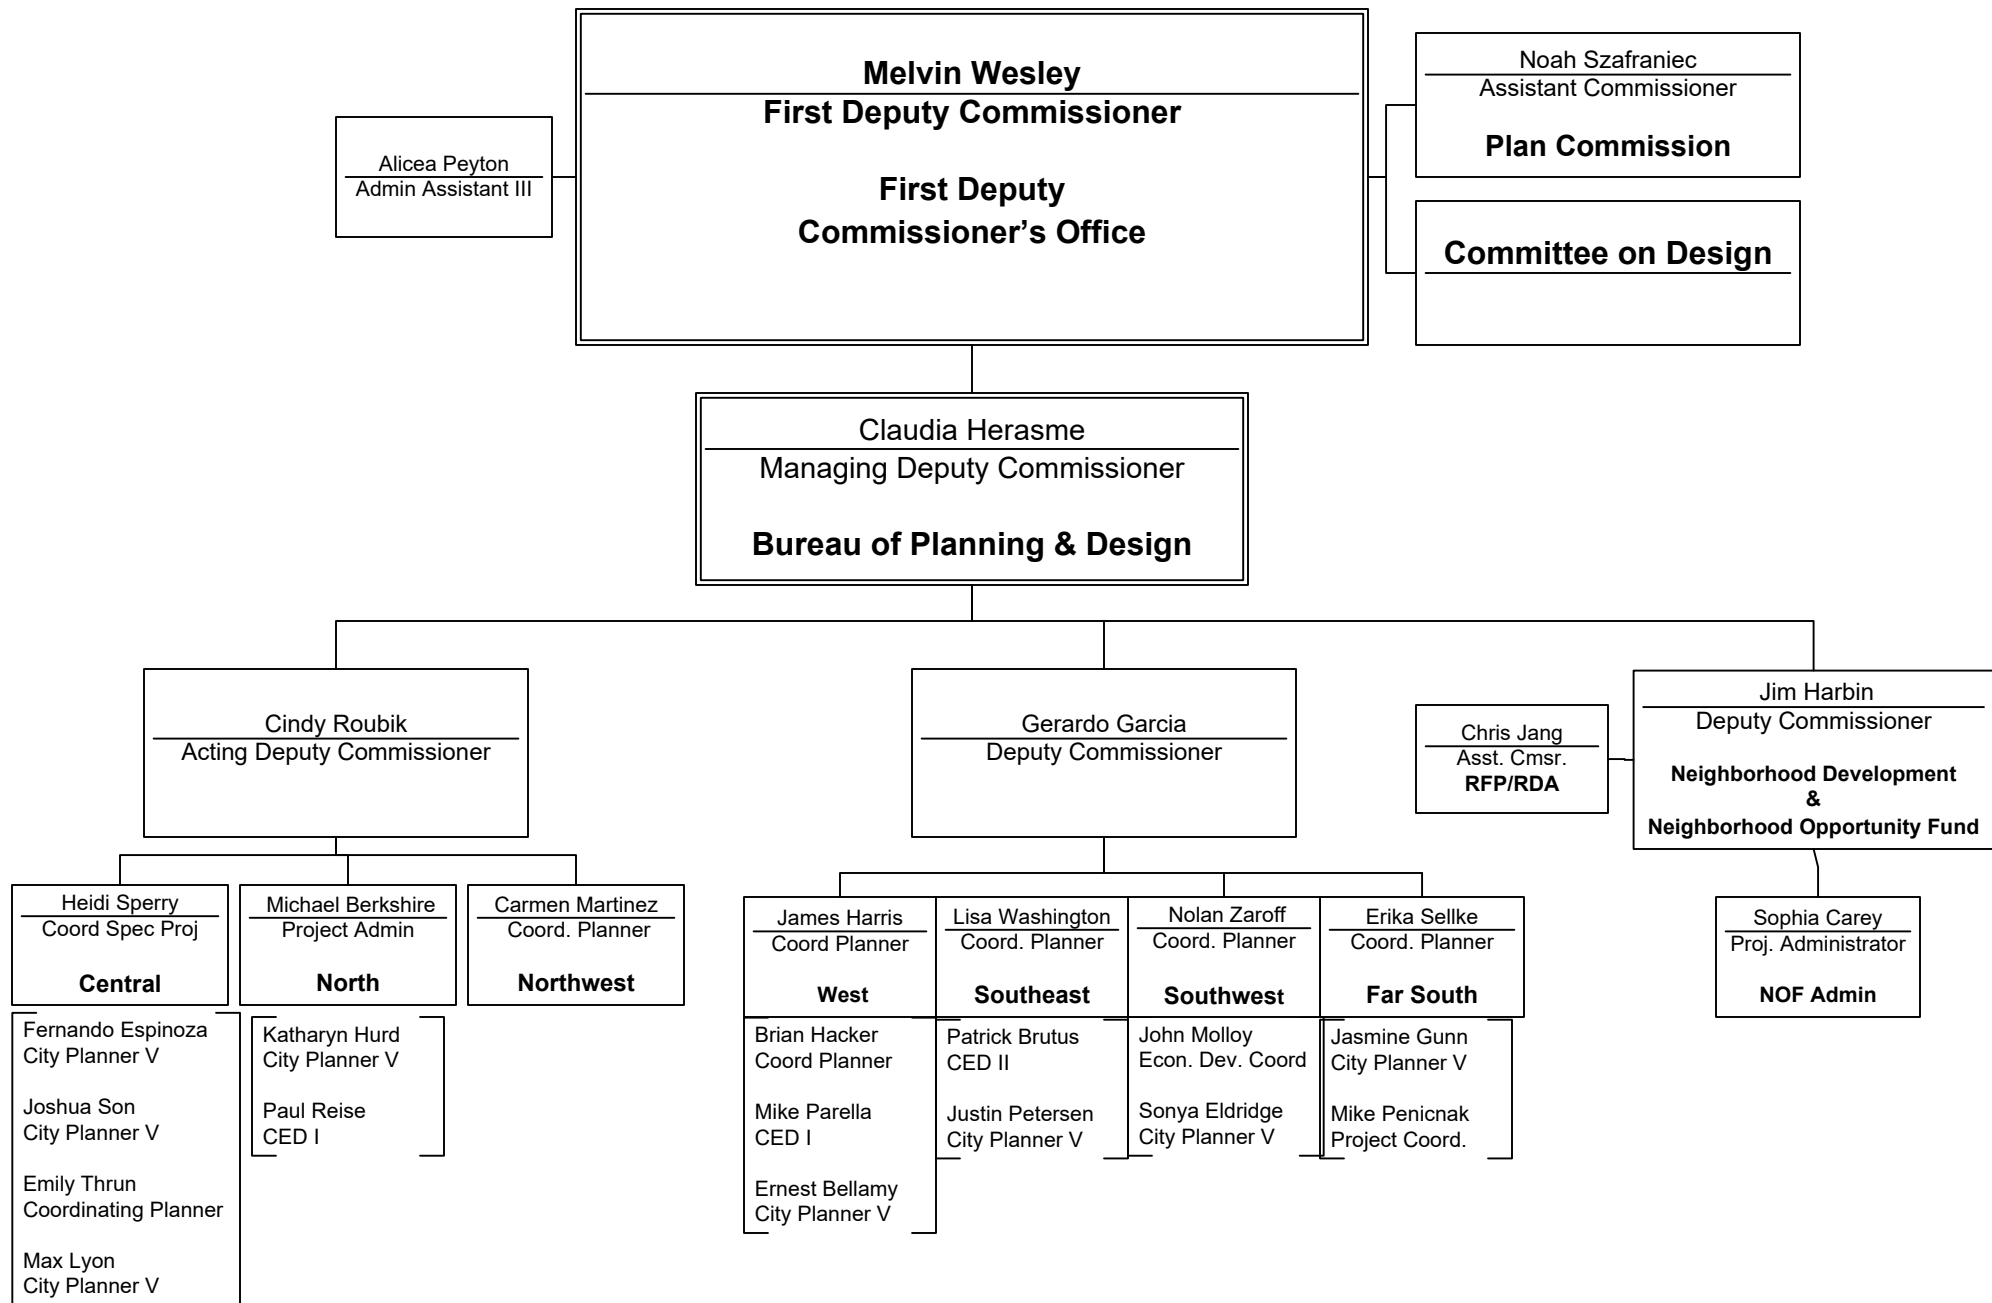 Melvin Wesley
First Deputy Commissioner
First Deputy
Commissioner’s Office
Alicea Peyton
Admin Assistant III
Noah Szafraniec
Assistant Commissioner
Plan Commission
Committee on Design
Claudia Herasme
Managing Deputy Commissioner
Bureau of Planning & Design
Cindy Roubik
Acting Deputy Commissioner
Gerardo Garcia
Deputy Commissioner
Chris Jang
Asst. Cmsr.
RFP/RDA
Jim Harbin
Deputy Commissioner
Neighborhood Development
&
Neighborhood Opportunity Fund
Heidi Sperry
Coord Spec Proj
Central
Fernando Espinoza
City Planner V
Joshua Son
City Planner V
Emily Thrun
Coordinating Planner
Max Lyon
City Planner V
Michael Berkshire
Project Admin
North
Katharyn Hurd
City Planner V
Paul Reise
CED I
Carmen Martinez
Coord. Planner
Northwest
James Harris
Coord Planner
West
Brian Hacker
Coord Planner
Mike Parella
CED I
Ernest Bellamy
City Planner V
Lisa Washington
Coord. Planner
Southeast
Patrick Brutus
CED II
Justin Petersen
City Planner V
Nolan Zaroff
Coord. Planner
Southwest
John Molloy
Econ. Dev. Coord
Sonya Eldridge
City Planner V
Erika Sellke
Coord. Planner
Far South
Jasmine Gunn
City Planner V
Mike Penicnak
Project Coord.
Sophia Carey
Proj. Administrator
NOF Admin